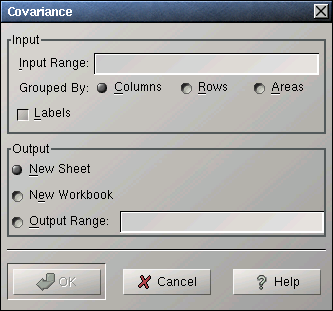 Covariance
Input
Input Range:
Grouped By: Columns Rows Areas
Labels
Output
New Sheet
New Workbook
Output Range:
OK Cancel Help